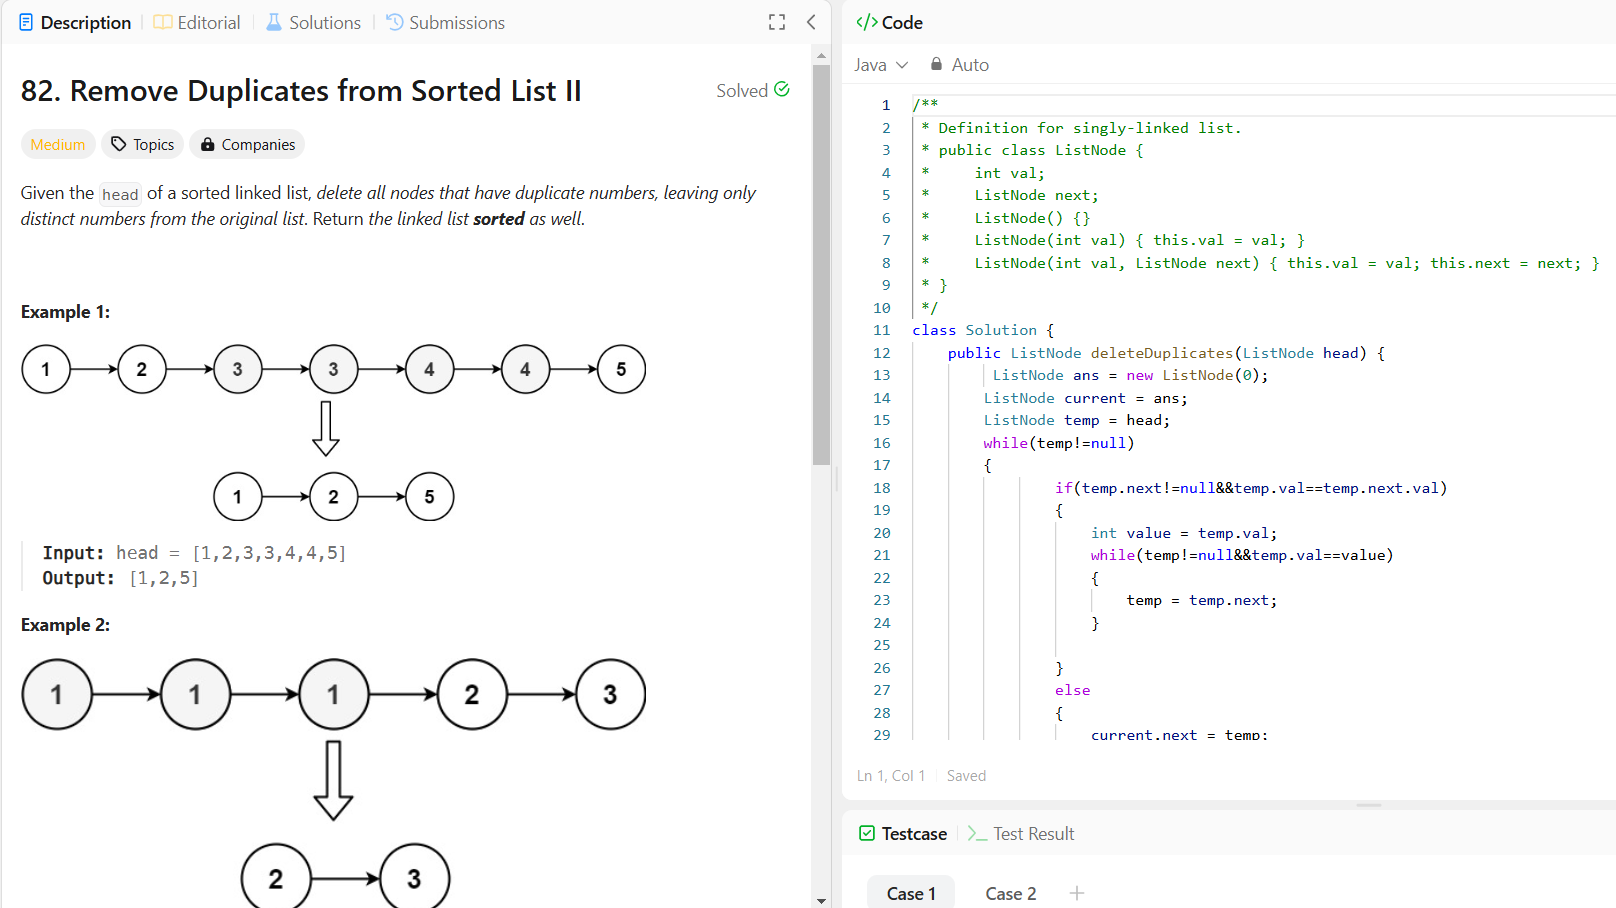 Description Editorial Solutions Submissions
82. Remove Duplicates from Sorted List II
Solved
Medium Topics Companies
Given the head of a sorted linked list, delete all nodes that have duplicate numbers, leaving only
distinct numbers from the original list. Return the linked list sorted as well.
Example 1:
1 2 3 3 4 4 5
1 2 5
Input: head = [1,2,3,3,4,4,5]
Output: [1,2,5]
Example 2:
1 1 1 2 3
2 3
</> Code
Java Auto
1 /**
2 * Definition for singly-linked list.
3 * public class ListNode {
4 *     int val;
5 *     ListNode next;
6 *     ListNode() {}
7 *     ListNode(int val) { this.val = val; }
8 *     ListNode(int val, ListNode next) { this.val = val; this.next = next; }
9 * }
10 */
11 class Solution {
12     public ListNode deleteDuplicates(ListNode head) {
13          ListNode ans = new ListNode(0);
14         ListNode current = ans;
15         ListNode temp = head;
16         while(temp!=null)
17         {
18                 if(temp.next!=null&&temp.val==temp.next.val)
19                 {
20                     int value = temp.val;
21                     while(temp!=null&&temp.val==value)
22                     {
23                         temp = temp.next;
24                     }
25
26                 }
27                 else
28                 {
29                     current.next = temp;
Ln 1, Col 1 Saved
Testcase >_ Test Result
Case 1 Case 2 +